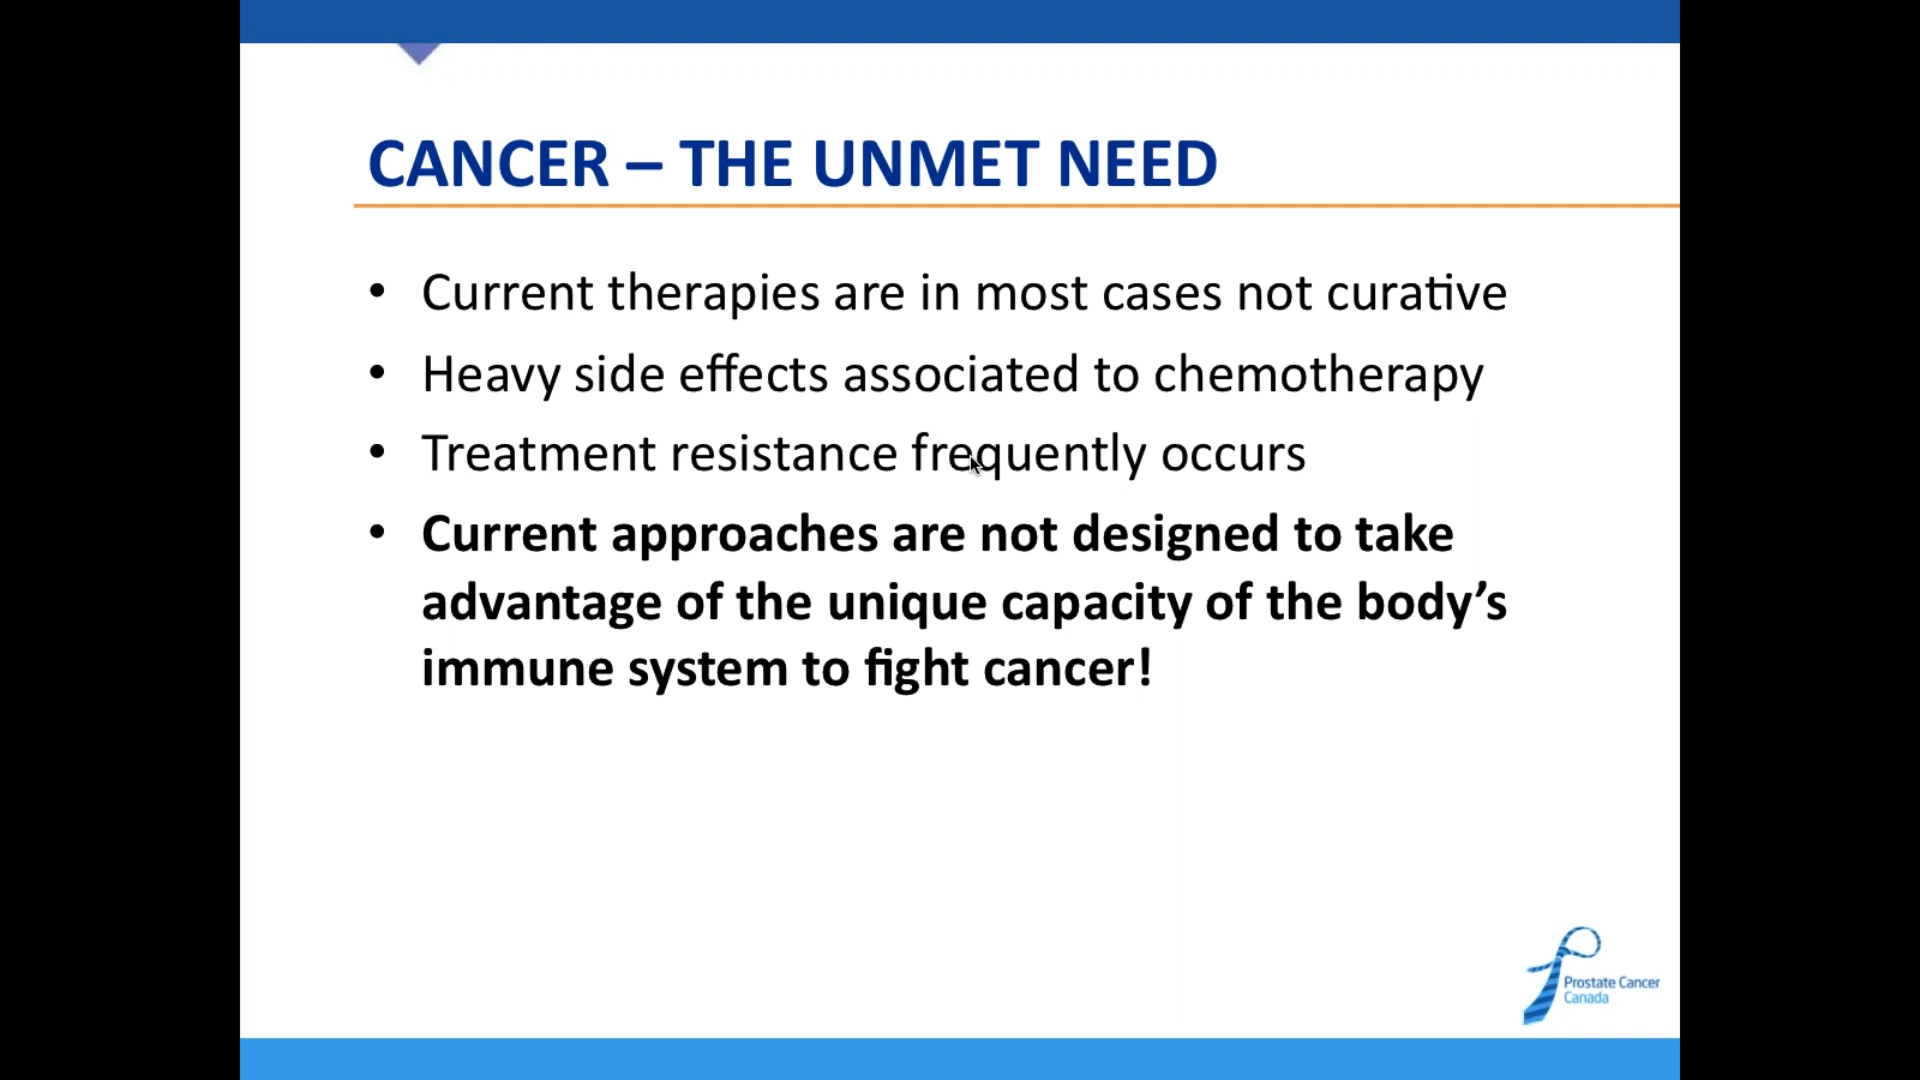 CANCER – THE UNMET NEED
• Current therapies are in most cases not curative
• Heavy side effects associated to chemotherapy
• Treatment resistance frequently occurs
• Current approaches are not designed to take
advantage of the unique capacity of the body’s
immune system to fight cancer!
Prostate Cancer
Canada